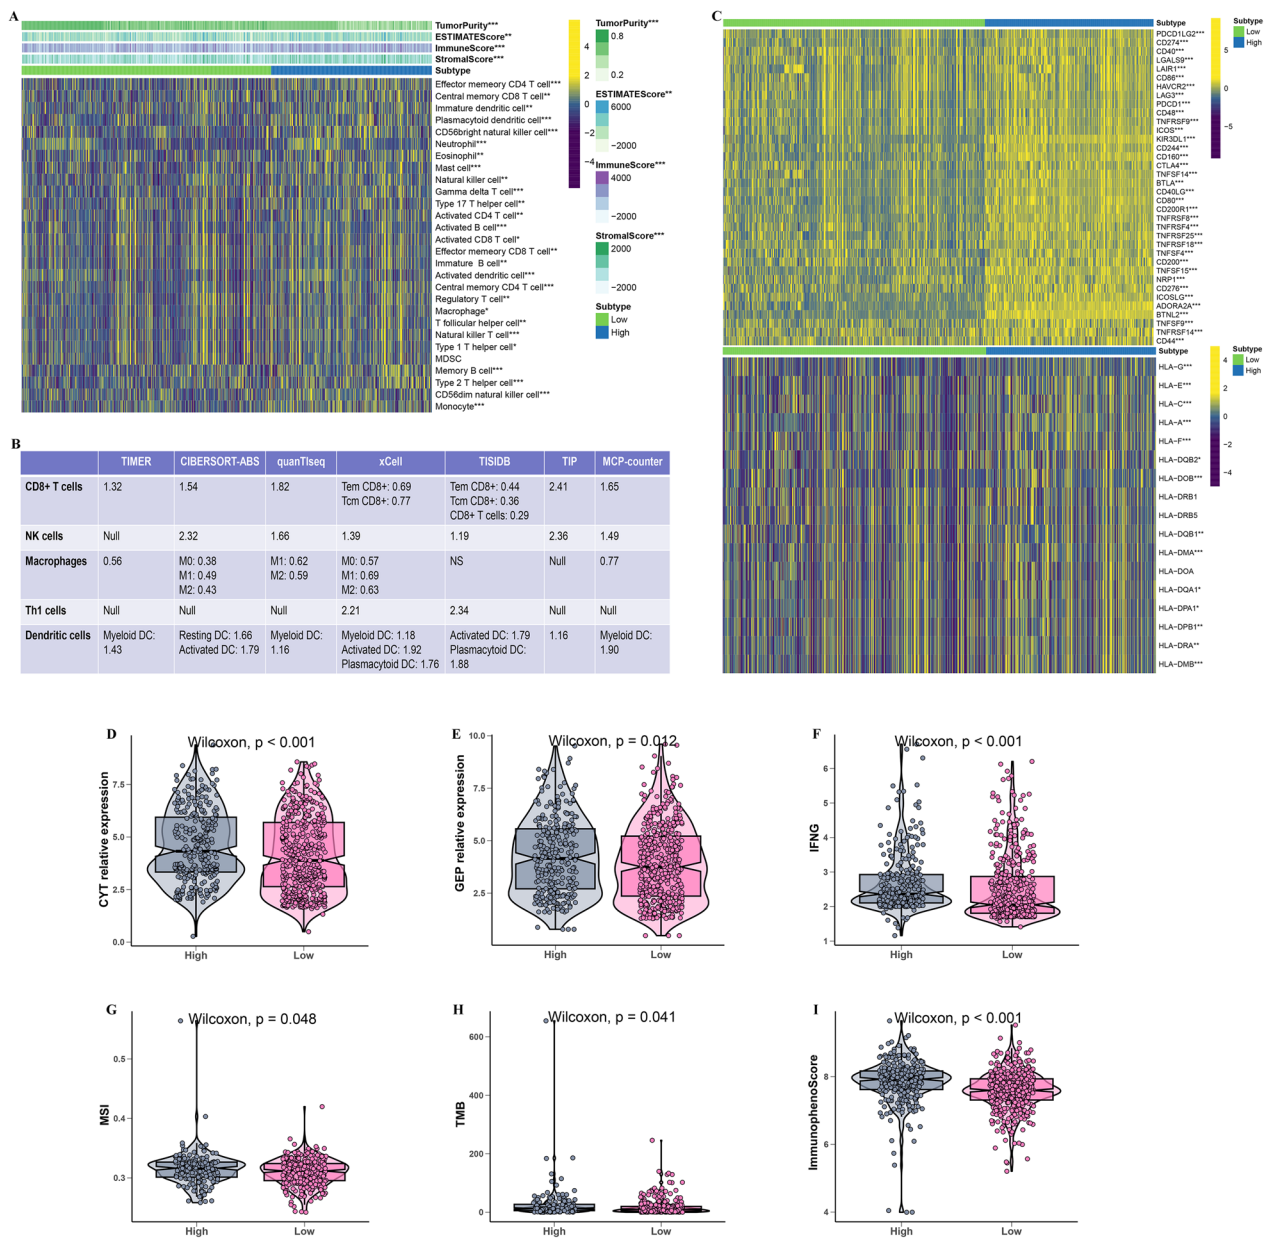 A
TumorPurity***
ESTIMATEScore**
ImmuneScore***
StromalScore***
Subtype
Effector memeory CD4 T cell***
Central memory CD8 T cell**
Immature dendritic cell**
Plasmacytoid dendritic cell**
CD56bright natural killer cell***
Neutrophil***
Eosinophil**
Mast cell***
Natural killer cell**
Gamma delta T cell***
Type 17 T helper cell**
Activated CD4 T cell**
Activated B cell***
Activated CD8 T cell*
Effector memeory CD8 T cell**
Immature B cell**
Activated dendritic cell***
Central memory CD4 T cell***
Regulatory T cell**
Macrophage*
T follicular helper cell**
Natural killer T cell***
Type 1 T helper cell*
MDSC
Memory B cell***
Type 2 T helper cell***
CD56dim natural killer cell***
Monocyte***
4
2
0
−2
−4
TumorPurity***
0.8
4
0.2
ESTIMATEScore**
6000
−2000
ImmuneScore***
4000
−2000
StromalScore***
2000
−2000
Subtype
Low
High
B
TIMER CIBERSORT-ABS quanTIseq xCell TISIDB TIP MCP-counter
CD8+ T cells 1.32 1.54 1.82 Tem CD8+: 0.69 Tem CD8+: 0.44 2.41 1.65
Tcm CD8+: 0.77 Tcm CD8+: 0.36
CD8+ T cells: 0.29
NK cells Null 2.32 1.66 1.39 1.19 2.36 1.49
Macrophages 0.56 M0: 0.38 M1: 0.62 M0: 0.57 NS Null 0.77
M1: 0.49 M2: 0.59 M1: 0.69
M2: 0.43 M2: 0.63
Th1 cells Null Null Null 2.21 2.34 Null Null
Dendritic cells Myeloid DC: Resting DC: 1.66 Myeloid DC: Myeloid DC: 1.18 Activated DC: 1.79 1.16 Myeloid DC:
1.43 Activated DC: 1.79 1.16 Activated DC: 1.92 Plasmacytoid DC: 1.90
Plasmacytoid DC: 1.76 1.88
C
Subtype
PDCD1LG2***
CD274***
CD40***
LGALS9***
LAIR1***
CD86***
HAVCR2***
LAG3***
PDCD1***
CD48***
TNFRSF9***
ICOS***
KIR3DL1***
CD244***
CD160***
CTLA4***
TNFSF14***
BTLA***
CD40LG***
CD80***
CD200R1***
TNFRSF8***
TNFRSF4***
TNFRSF25***
TNFRSF18***
TNFSF4***
CD200***
TNFSF15***
NRP1***
CD276***
ICOSLG***
ADORA2A***
BTNL2***
TNFSF9***
TNFRSF14***
CD44***
5
0
−5
Subtype
Low
High
Subtype
HLA−G***
HLA−E***
HLA−C***
HLA−A***
HLA−F***
HLA−DQB2*
HLA−DOB***
HLA−DRB1
HLA−DRB5
HLA−DQB1**
HLA−DMA***
HLA−DOA
HLA−DQA1*
HLA−DPA1*
HLA−DPB1**
HLA−DRA**
HLA−DMB***
4
2
0
−2
−4
Subtype
Low
High
D
Wilcoxon, p < 0.001
CYT relative expression
7.5
5.0
2.5
0.0
High Low
E
Wilcoxon, p = 0.012
GEP relative expression
10.0
7.5
5.0
2.5
High Low
F
Wilcoxon, p < 0.001
IFNG
6
5
4
3
2
1
High Low
G
Wilcoxon, p = 0.048
MSI
0.5
0.4
0.3
High Low
H
Wilcoxon, p = 0.041
TMB
600
400
200
0
High Low
I
Wilcoxon, p < 0.001
ImmunophenoScore
8
6
4
High Low